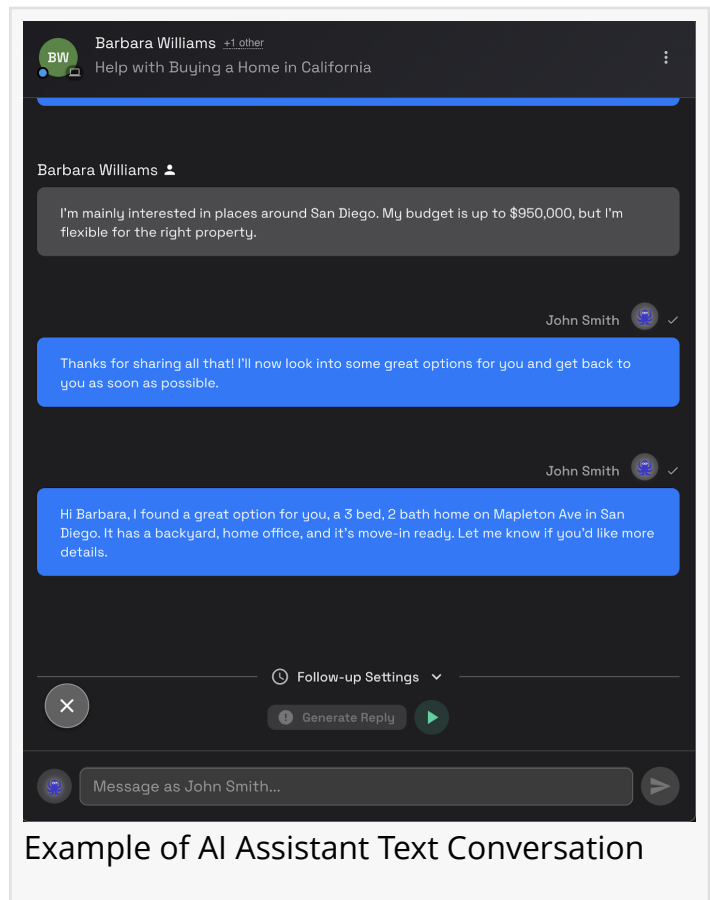 BW
Barbara Williams +1 other
Help with Buying a Home in California
Barbara Williams
I'm mainly interested in places around San Diego. My budget is up to $950,000, but I'm
flexible for the right property.
John Smith
Thanks for sharing all that! I'll now look into some great options for you and get back to
you as soon as possible.
John Smith
Hi Barbara, I found a great option for you, a 3 bed, 2 bath home on Mapleton Ave in San
Diego. It has a backyard, home office, and it's move-in ready. Let me know if you'd like more
details.
Follow-up Settings
Generate Reply
Message as John Smith...
Example of AI Assistant Text Conversation